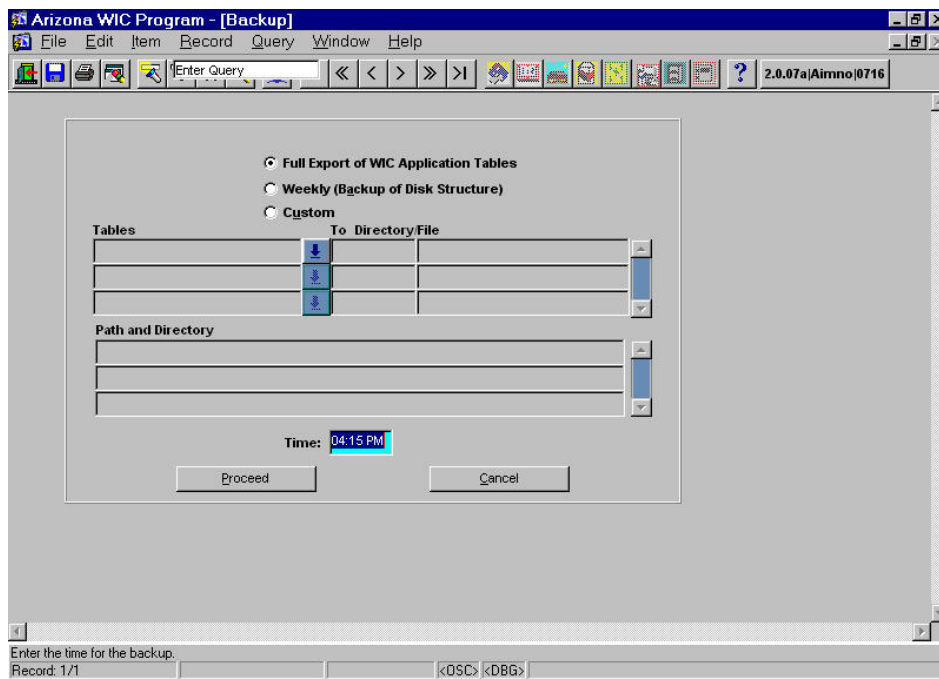 Arizona WIC Program - [Backup]
File Edit Item Record Query Window Help
Enter Query
? 2.0.07a|Aimno|0716
Full Export of WIC Application Tables
Weekly (Backup of Disk Structure)
Custom
Tables To Directory/File
Path and Directory
Time: 04:15 PM
Proceed Cancel
Enter the time for the backup.
Record: 1/1 <OSC> <DBG>